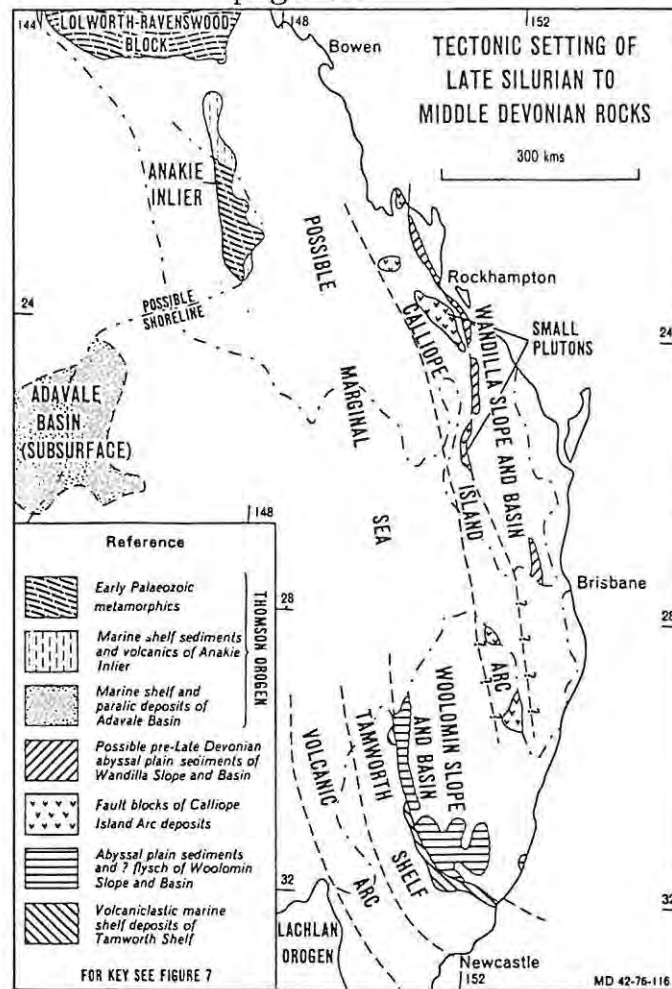 144
LOLWORTH-RAVENSWOOD
BLOCK
148
Bowen
152
TECTONIC SETTING OF
LATE SILURIAN TO
MIDDLE DEVONIAN ROCKS
300 kms
ANAKIE
INLIER
POSSIBLE
Rockhampton
24
POSSIBLE
SHORELINE
CALLIOPE
WANDILLA SLOPE AND BASIN
SMALL
PLUTONS
24
MARGINAL
ADAVALE
BASIN
(SUBSURFACE)
ISLAND
SEA
148
Brisbane
28
28
ARC
WOOLOMIN SLOPE
AND BASIN
TAMWORTH
SHELF
VOLCANIC
ARC
32
32
LACHLAN
OROGEN
Newcastle
152
Reference
Early Palaeozoic
metamorphics
Marine shelf sediments
and volcanics of Anakie
Inlier
Marine shelf and
paralic deposits of
Adavale Basin
THOMSON OROGEN
Possible pre-Late Devonian
abyssal plain sediments of
Wandilla Slope and Basin
Fault blocks of Calliope
Island Arc deposits
Abyssal plain sediments
and ? flysch of Woolomin
Slope and Basin
Volcaniclastic marine
shelf deposits of
Tamworth Shelf
FOR KEY SEE FIGURE 7
MD 42-76-116
? ? ? ? ? ?